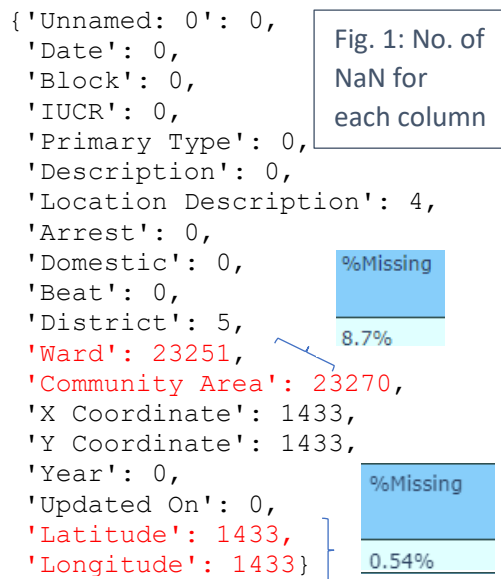 {'Unnamed: 0': 0,
'Date': 0,
'Block': 0,
'IUCR': 0,
'Primary Type': 0,
'Description': 0,
'Location Description': 4,
'Arrest': 0,
'Domestic': 0,
'Beat': 0,
'District': 5,
'Ward': 23251,
'Community Area': 23270,
'X Coordinate': 1433,
'Y Coordinate': 1433,
'Year': 0,
'Updated On': 0,
'Latitude': 1433,
'Longitude': 1433}
Fig. 1: No. of
NaN for
each column
%Missing
8.7%
%Missing
0.54%